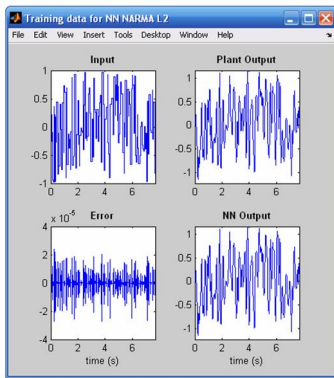 Training data for NN NARMA L2
File Edit View Insert Tools Desktop Window Help
Input
1
0.5
0
-0.5
-1
0 2 4 6
Plant Output
1
0.5
0
-0.5
-1
0 2 4 6
Error
x 10-5
4
2
0
-2
-4
0 2 4 6
time (s)
NN Output
1
0.5
0
-0.5
-1
0 2 4 6
time (s)